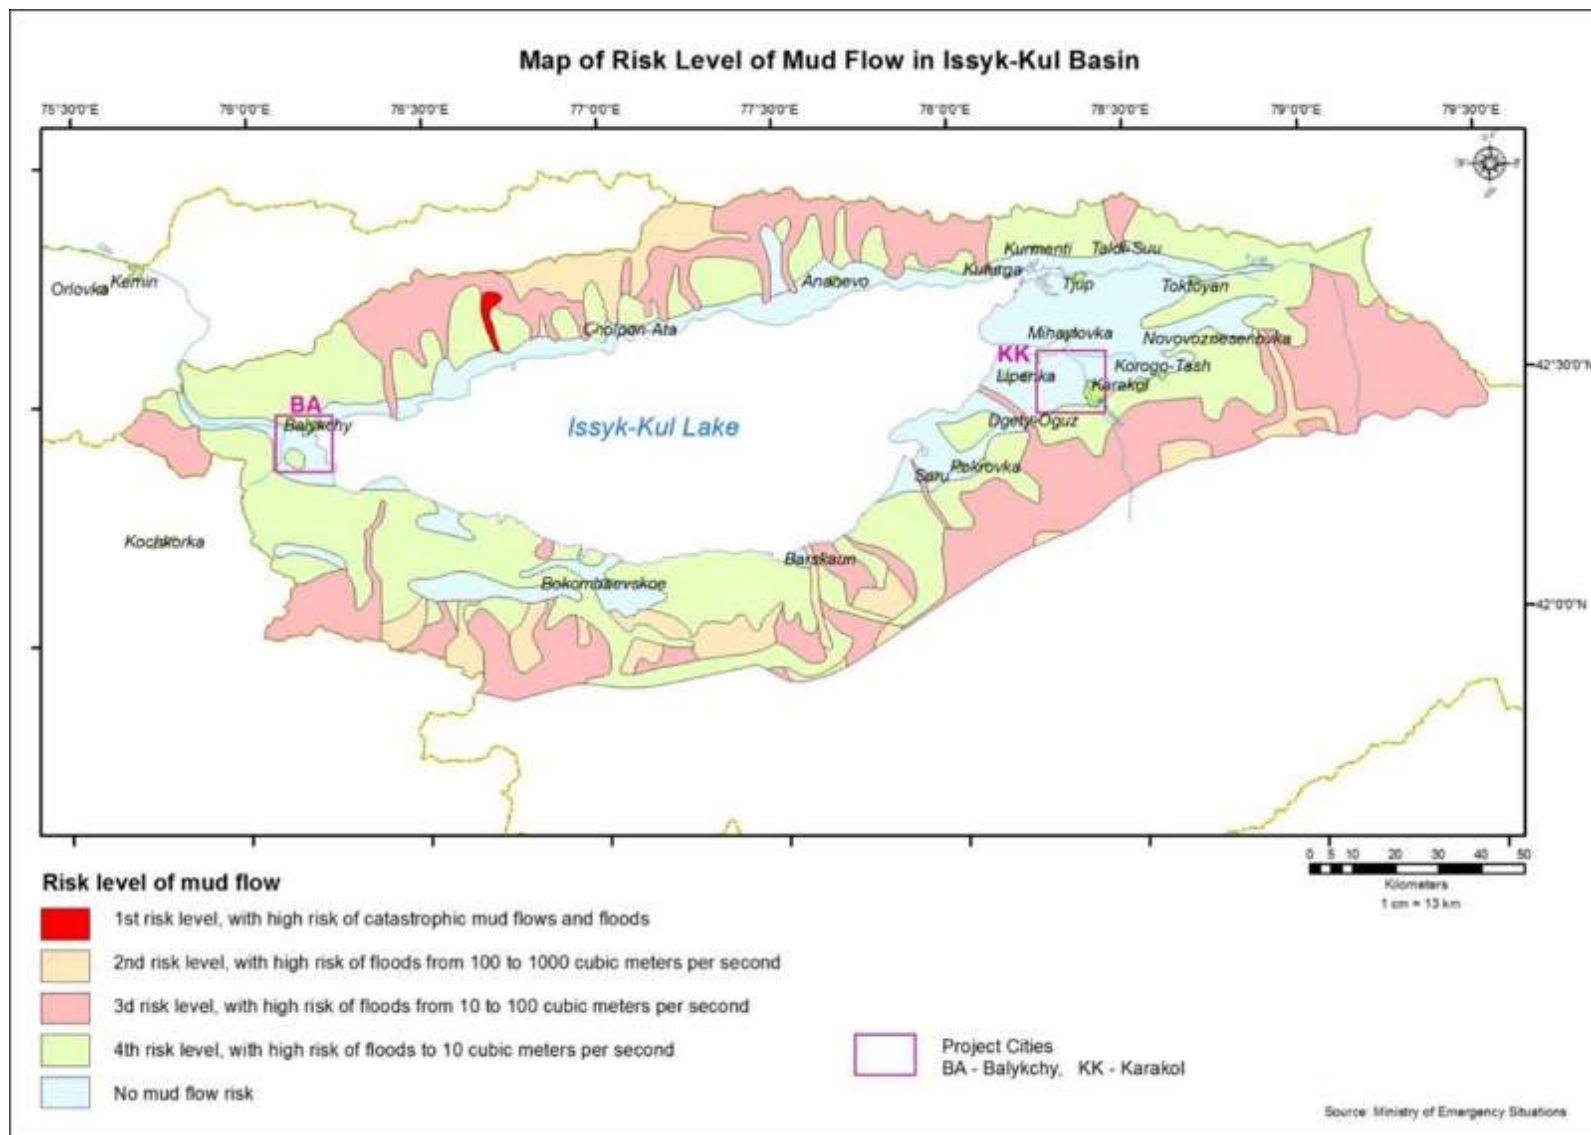 Map of Risk Level of Mud Flow in Issyk-Kul Basin
75°30'0"E 76°0'0"E 76°30'0"E 77°0'0"E 77°30'0"E 78°0'0"E 78°30'0"E 79°0'0"E 79°30'0"E
Kurmenti
Taldi-Suu
Kuturga
Orlovka
Kemin
Ananevo
Tjup
Toktoyan
Cholpon-Ata
Mihaylovka
Novovoznesenovka
KK
Korogo-Tash
42°30'0"N
Lipenka
Karakol
BA
Balykchy
Issyk-Kul Lake
Dgety-Oguz
Saru
Pokrovka
Kochkorka
Barskaun
Bokombaevskoe
42°0'0"N
0 5 10 20 30 40 50
Kilometers
1 cm = 13 km
Risk level of mud flow
1st risk level, with high risk of catastrophic mud flows and floods
2nd risk level, with high risk of floods from 100 to 1000 cubic meters per second
3d risk level, with high risk of floods from 10 to 100 cubic meters per second
4th risk level, with high risk of floods to 10 cubic meters per second
No mud flow risk
Project Cities
BA - Balykchy, KK - Karakol
Source: Ministry of Emergency Situations